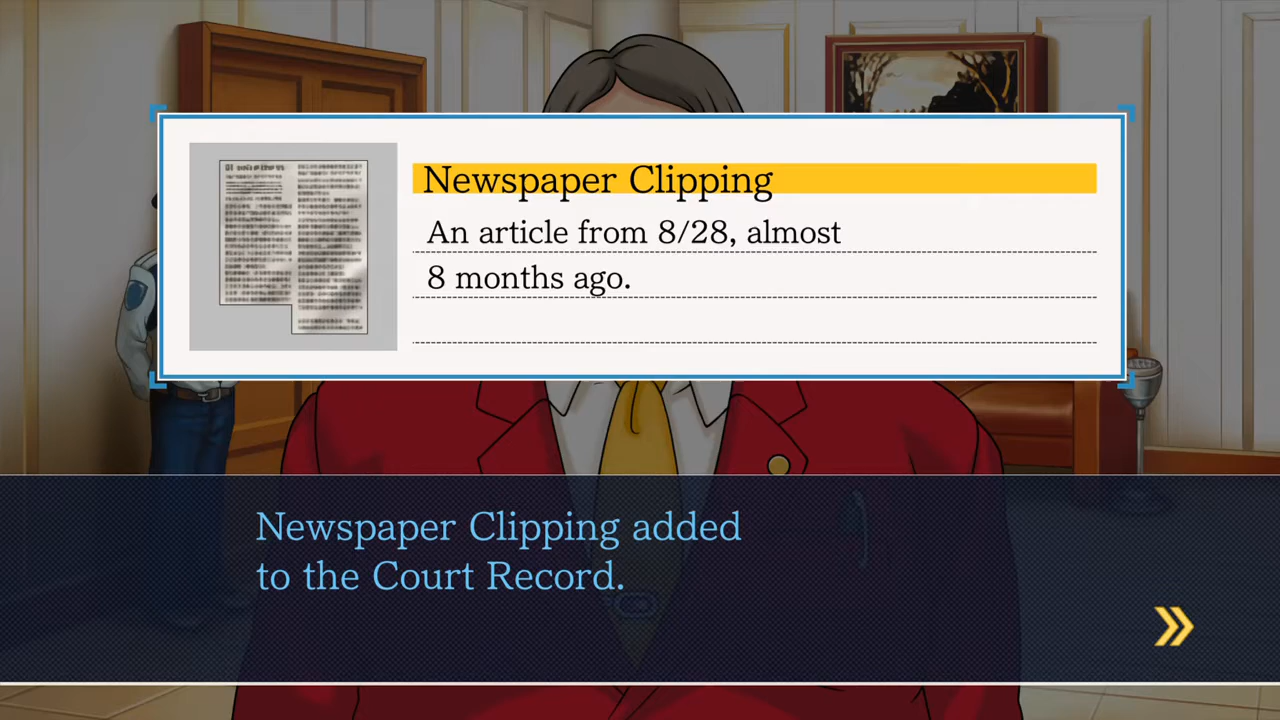 Newspaper Clipping
An article from 8/28, almost
8 months ago.
Newspaper Clipping added
to the Court Record.